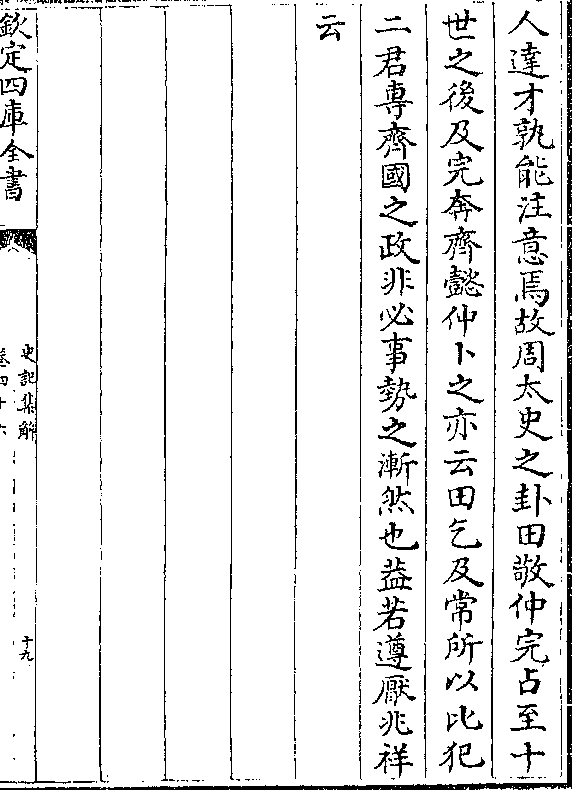 人達才孰能注意焉故周太史之卦田敬仲完占至十
世之後及完奔齊懿仲卜之亦云田乞及常所以比犯
二君專齊國之政非必事勢之漸然也葢若遵厭兆祥
云
欽定四庫全書
史記集解
卷四十六
十九